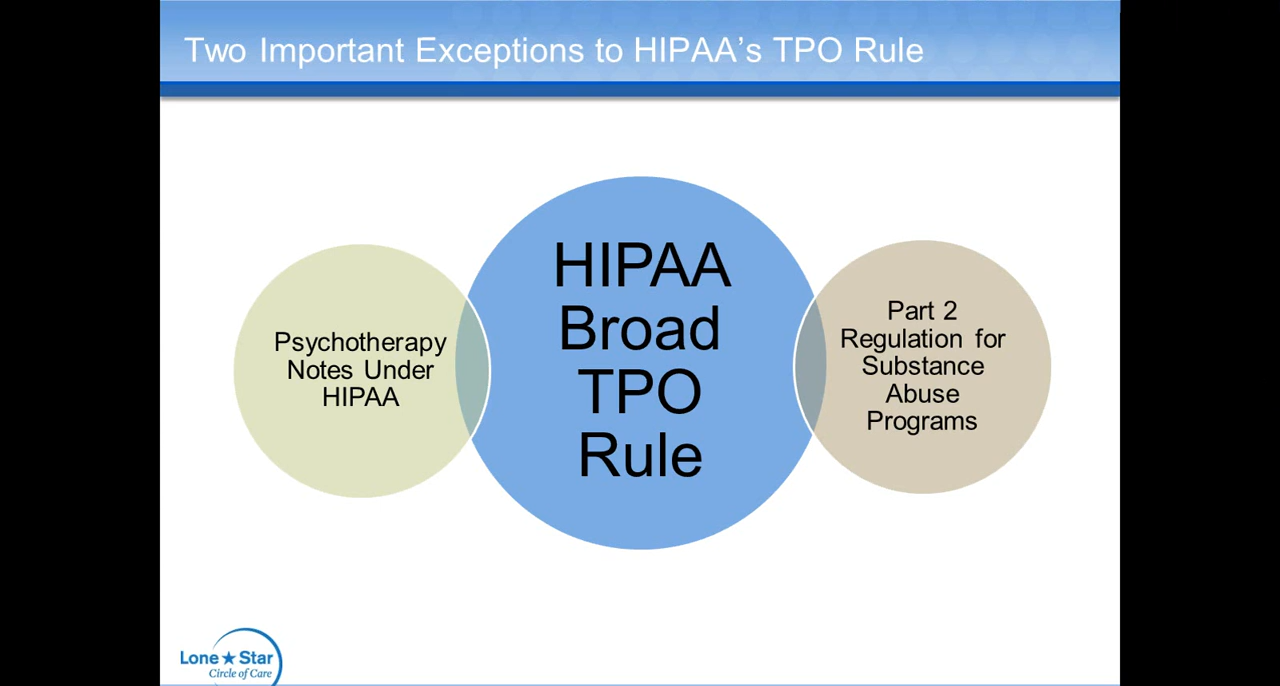 Two Important Exceptions to HIPAA’s TPO Rule
Psychotherapy
Notes Under
HIPAA
HIPAA
Broad
TPO
Rule
Part 2
Regulation for
Substance
Abuse
Programs
Lone★Star
Circle of Care